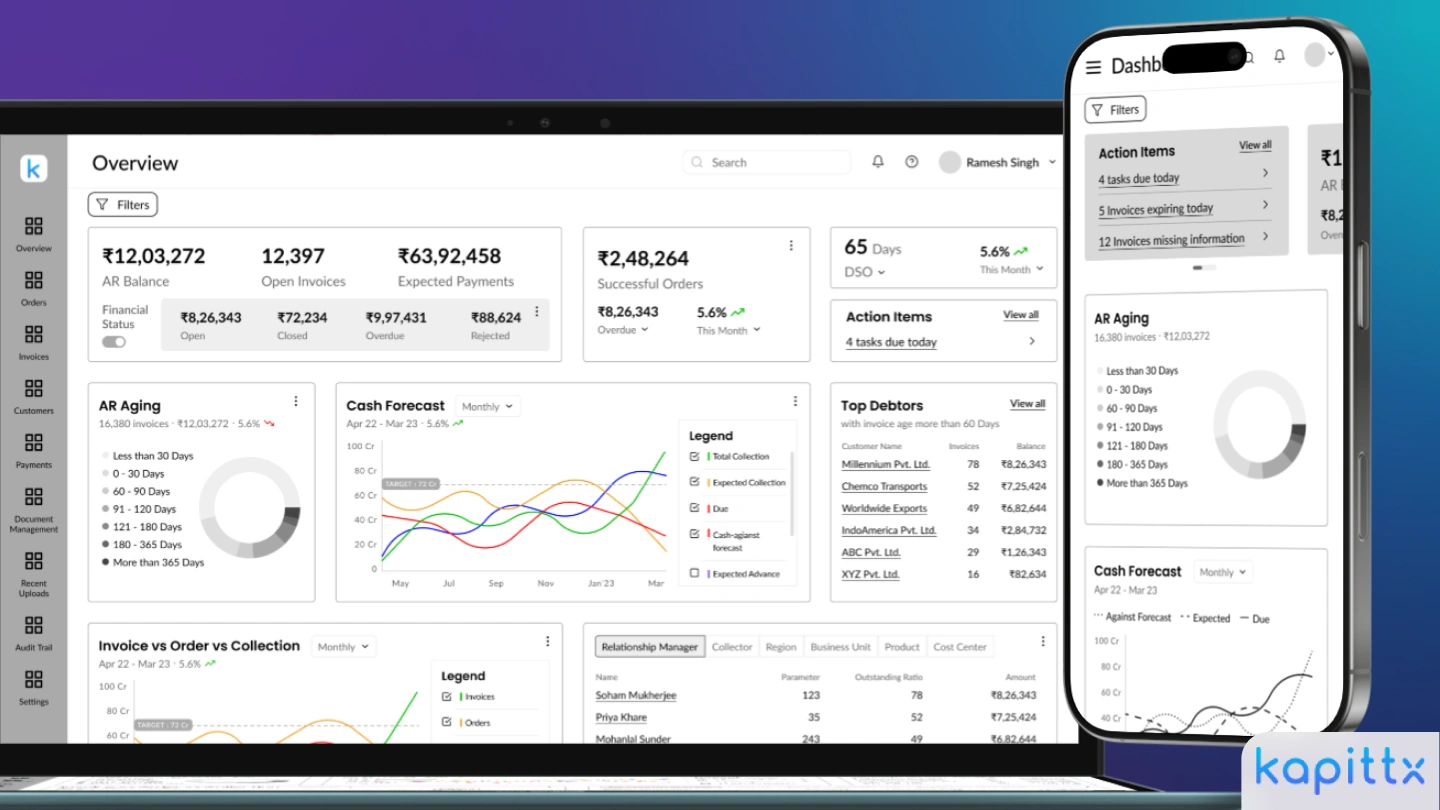 k
Overview
Search
Ramesh Singh
Filters
Overview
Orders
Invoices
Customers
Payments
Document
Management
Recent
Uploads
Audit Trail
Settings
₹12,03,272
12,397
₹63,92,458
AR Balance
Open Invoices
Expected Payments
Financial
Status
₹8,26,343
₹72,234
₹9,97,431
₹88,624
Open
Closed
Overdue
Rejected
₹2,48,264
Successful Orders
₹8,26,343
5.6%
Overdue
This Month
65 Days
DSO
5.6%
This Month
Action Items
View all
4 tasks due today
AR Aging
16,380 invoices · ₹12,03,272 · 5.6%
Less than 30 Days
0 - 30 Days
60 - 90 Days
91 - 120 Days
121 - 180 Days
180 - 365 Days
More than 365 Days
Cash Forecast
Monthly
Apr 22 - Mar 23 · 5.6%
100 Cr
80 Cr
TARGET : 72 Cr
60 Cr
40 Cr
20 Cr
0
May Jul Sep Nov Jan'23 Mar
Legend
Total Collection
Expected Collection
Due
Cash-agianst
forecast
Expected Advance
Top Debtors
View all
with invoice age more than 60 Days
Customer Name Invoices Balance
Millennium Pvt. Ltd. 78 ₹8,26,343
Chemco Transports 52 ₹7,25,424
Worldwide Exports 49 ₹6,82,644
IndoAmerica Pvt. Ltd. 34 ₹2,84,732
ABC Pvt. Ltd. 29 ₹1,26,343
XYZ Pvt. Ltd. 16 ₹82,634
Invoice vs Order vs Collection
Monthly
Apr 22 - Mar 23 · 5.6%
100 Cr
80 Cr
TARGET : 72 Cr
60 Cr
Legend
Invoices
Orders
Relationship Manager Collector Region Business Unit Product Cost Center
Name Parameter Outstanding Ratio Amount
Soham Mukherjee 123 78 ₹8,26,343
Priya Khare 35 52 ₹7,25,424
Mohanlal Sunder 243 49 ₹6,82,644
Dashb
Filters
Action Items
View all
4 tasks due today
5 Invoices expiring today
12 Invoices missing information
₹1
AR
₹8,2
Over
AR Aging
16,380 invoices · ₹12,03,272
Less than 30 Days
0 - 30 Days
60 - 90 Days
91 - 120 Days
121 - 180 Days
180 - 365 Days
More than 365 Days
Cash Forecast
Monthly
Apr 22 - Mar 23
Against Forecast Expected Due
100 Cr
80 Cr
60 Cr
40 Cr
kapittx